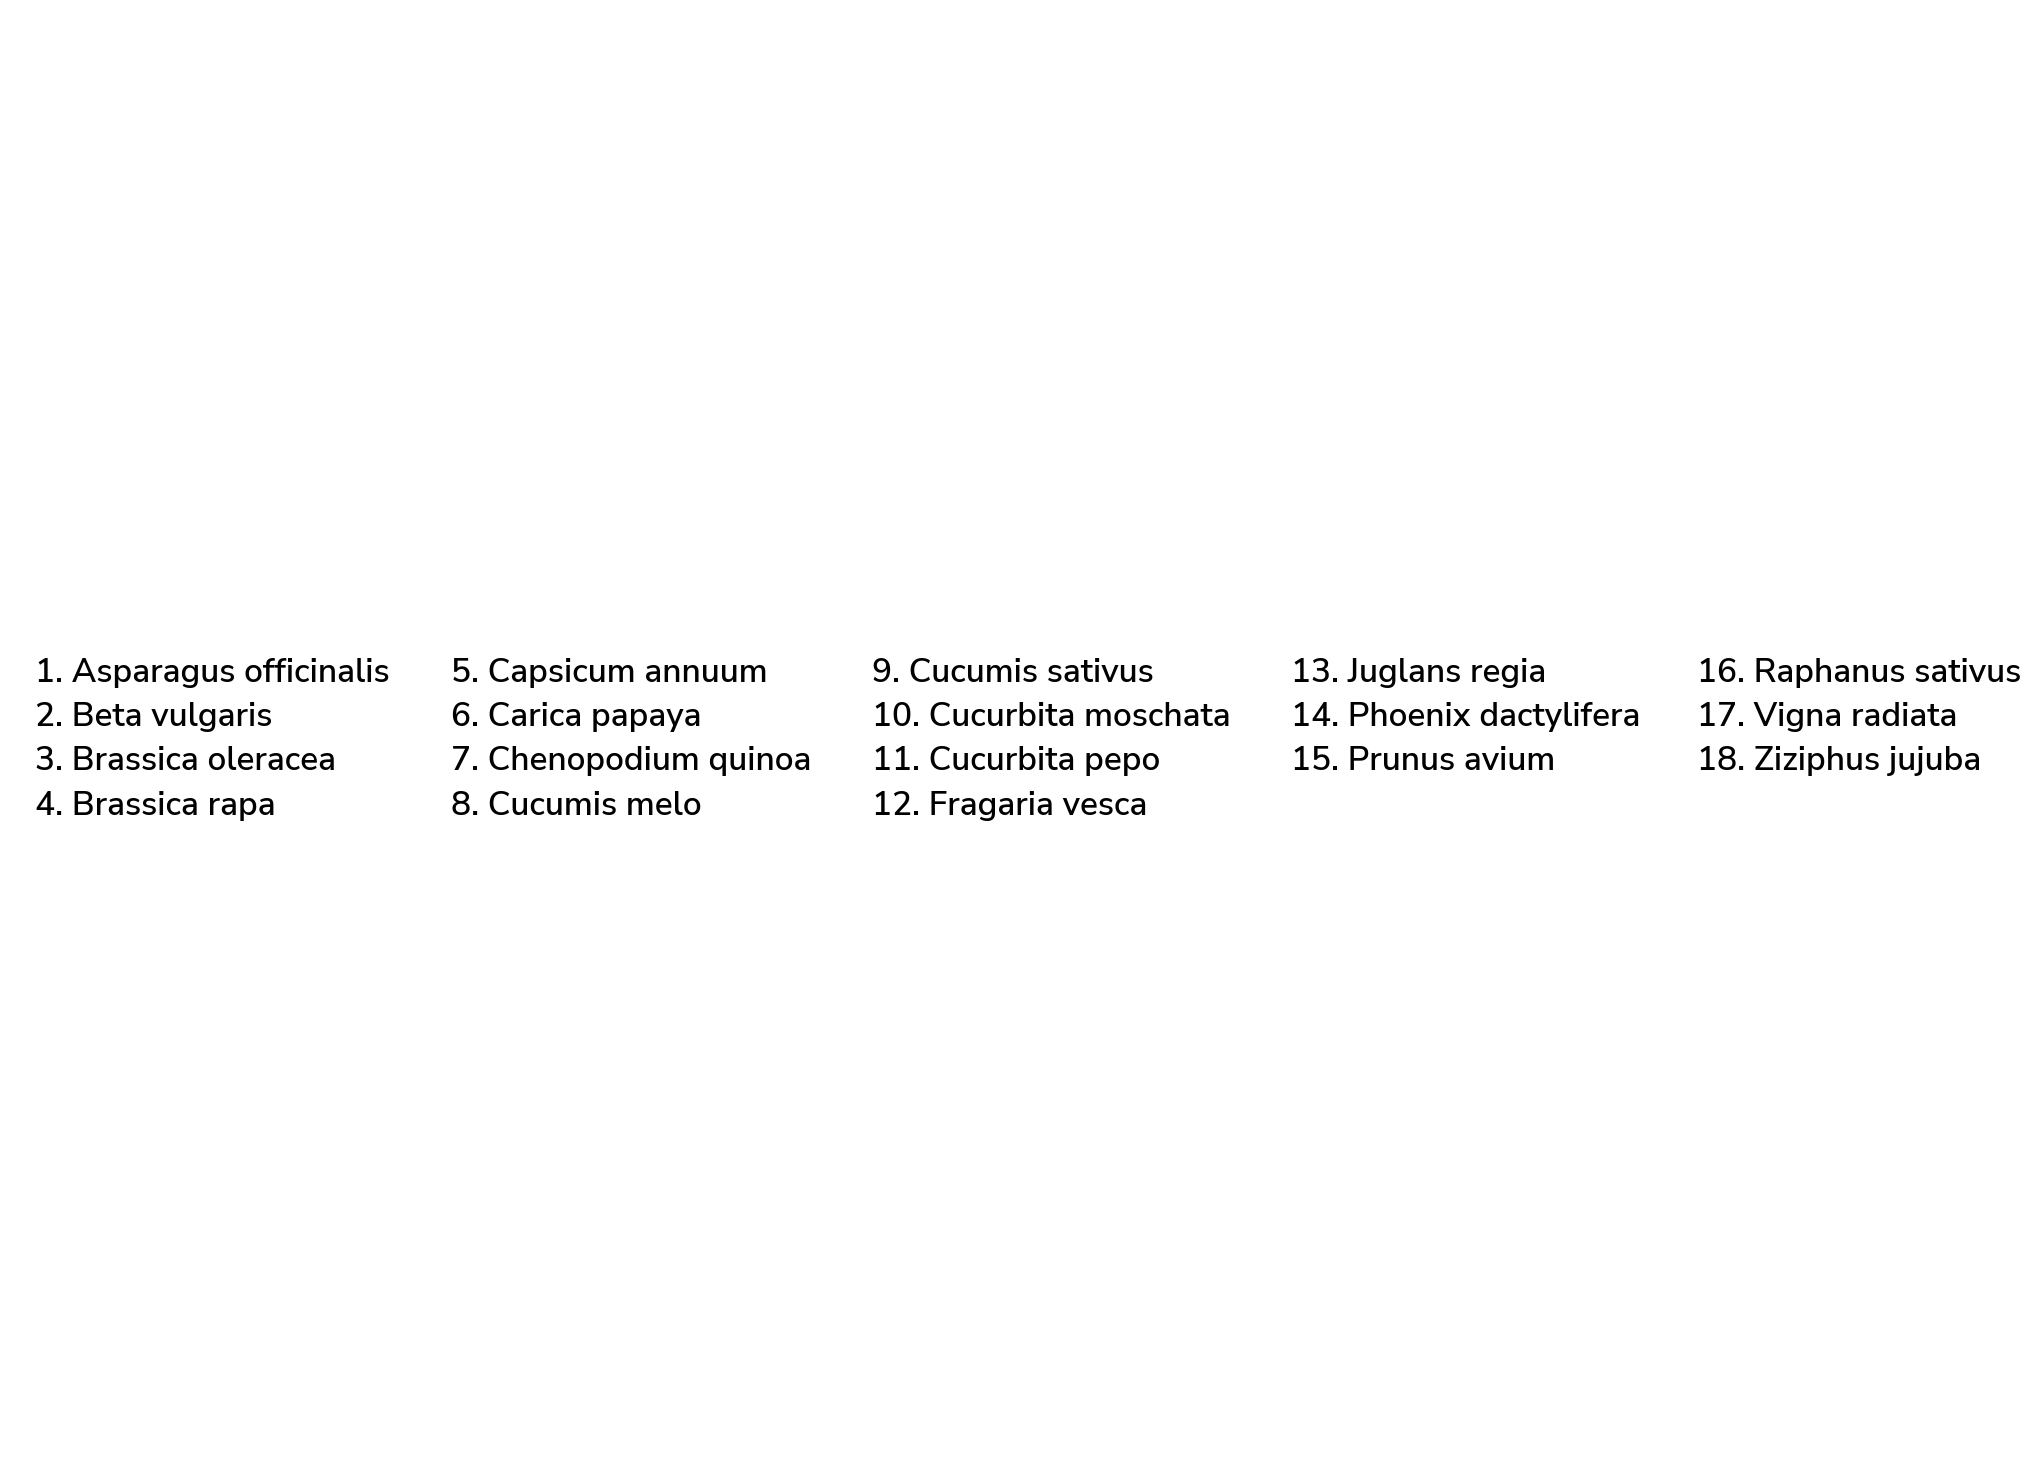 1. Asparagus officinalis
2. Beta vulgaris
3. Brassica oleracea
4. Brassica rapa
5. Capsicum annuum
6. Carica papaya
7. Chenopodium quinoa
8. Cucumis melo
9. Cucumis sativus
10. Cucurbita moschata
11. Cucurbita pepo
12. Fragaria vesca
13. Juglans regia
14. Phoenix dactylifera
15. Prunus avium
16. Raphanus sativus
17. Vigna radiata
18. Ziziphus jujuba